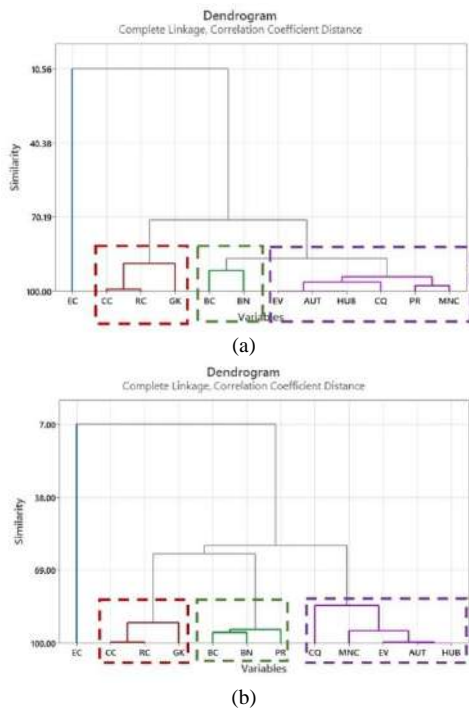 Dendrogram
Complete Linkage, Correlation Coefficient Distance
10.56
40.38
70.19
100.00
Similarity
EC CC RC GK BC BN EV AUT HUB CQ PR MNC
Variables
(a)
Dendrogram
Complete Linkage, Correlation Coefficient Distance
7.00
38.00
69.00
100.00
Similarity
EC CC RC GK BC BN PR CQ MNC EV AUT HUB
Variables
(b)